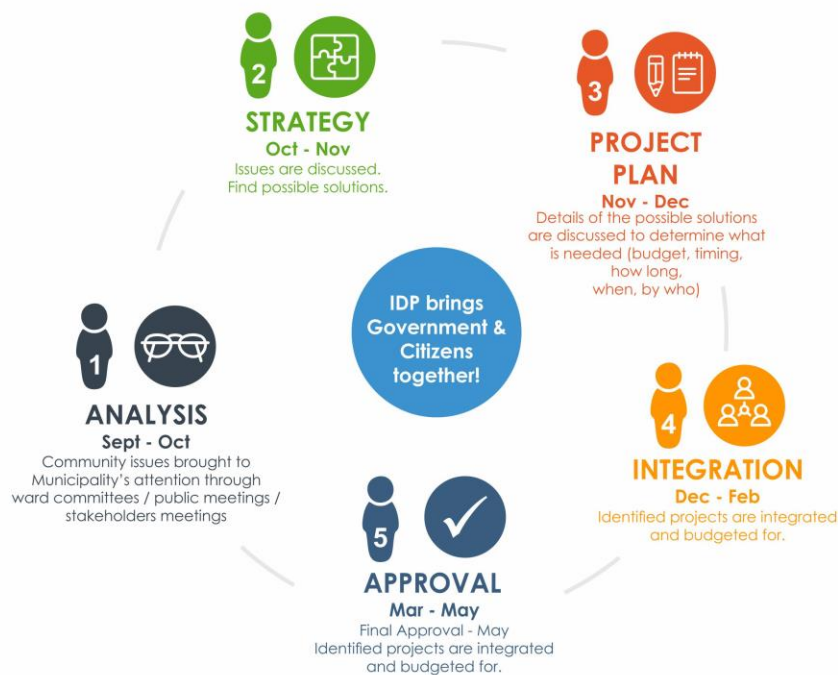 2
STRATEGY
Oct - Nov
Issues are discussed.
Find possible solutions.
3
PROJECT
PLAN
Nov - Dec
Details of the possible solutions
are discussed to determine what
is needed (budget, timing,
how long,
when, by who)
IDP brings
Government &
Citizens
together!
1
ANALYSIS
Sept - Oct
Community issues brought to
Municipality's attention through
ward committees / public meetings /
stakeholders meetings
4
INTEGRATION
Dec - Feb
Identified projects are integrated
and budgeted for.
5
APPROVAL
Mar - May
Final Approval - May
Identified projects are integrated
and budgeted for.